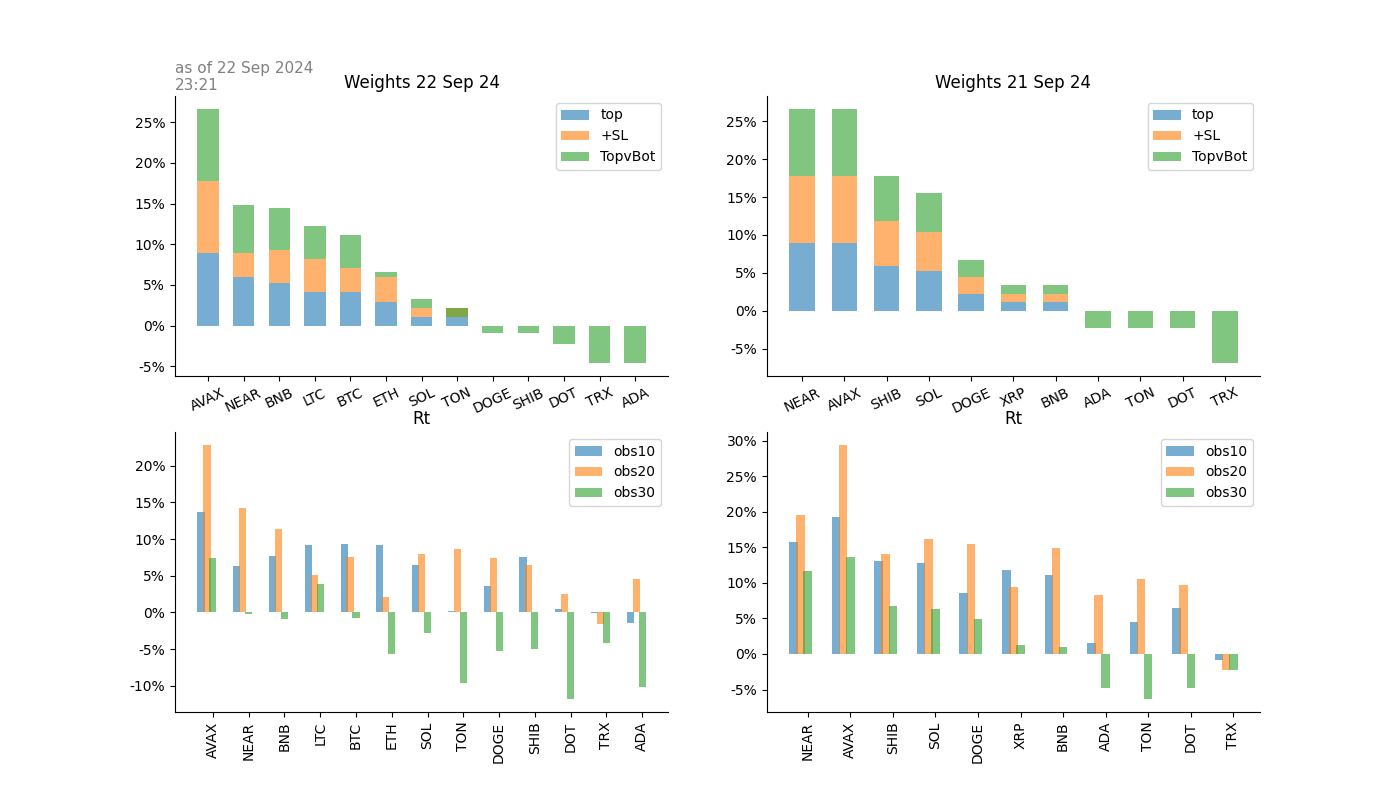 as of 22 Sep 2024
23:21
Weights 22 Sep 24
25%
20%
15%
10%
5%
0%
-5%
top
+SL
TopvBot
AVAX NEAR BNB LTC BTC ETH SOL TON DOGE SHIB DOT TRX ADA
Weights 21 Sep 24
25%
20%
15%
10%
5%
0%
-5%
top
+SL
TopvBot
NEAR AVAX SHIB SOL DOGE XRP BNB ADA TON DOT TRX
Rt
20%
15%
10%
5%
0%
-5%
-10%
obs10
obs20
obs30
AVAX NEAR BNB LTC BTC ETH SOL TON DOGE SHIB DOT TRX ADA
Rt
30%
25%
20%
15%
10%
5%
0%
-5%
obs10
obs20
obs30
NEAR AVAX SHIB SOL DOGE XRP BNB ADA TON DOT TRX